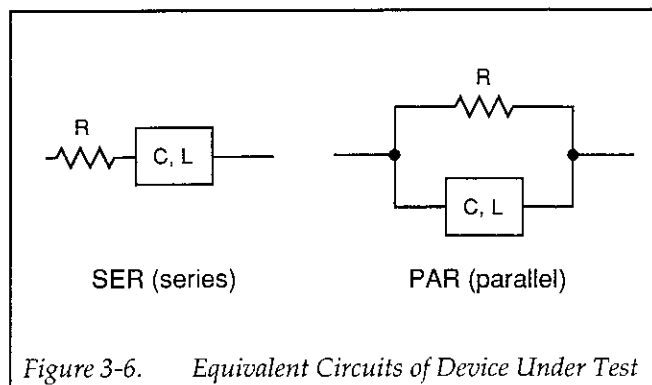 R
C, L
SER (series)
R
C, L
PAR (parallel)
Figure 3-6. Equivalent Circuits of Device Under Test